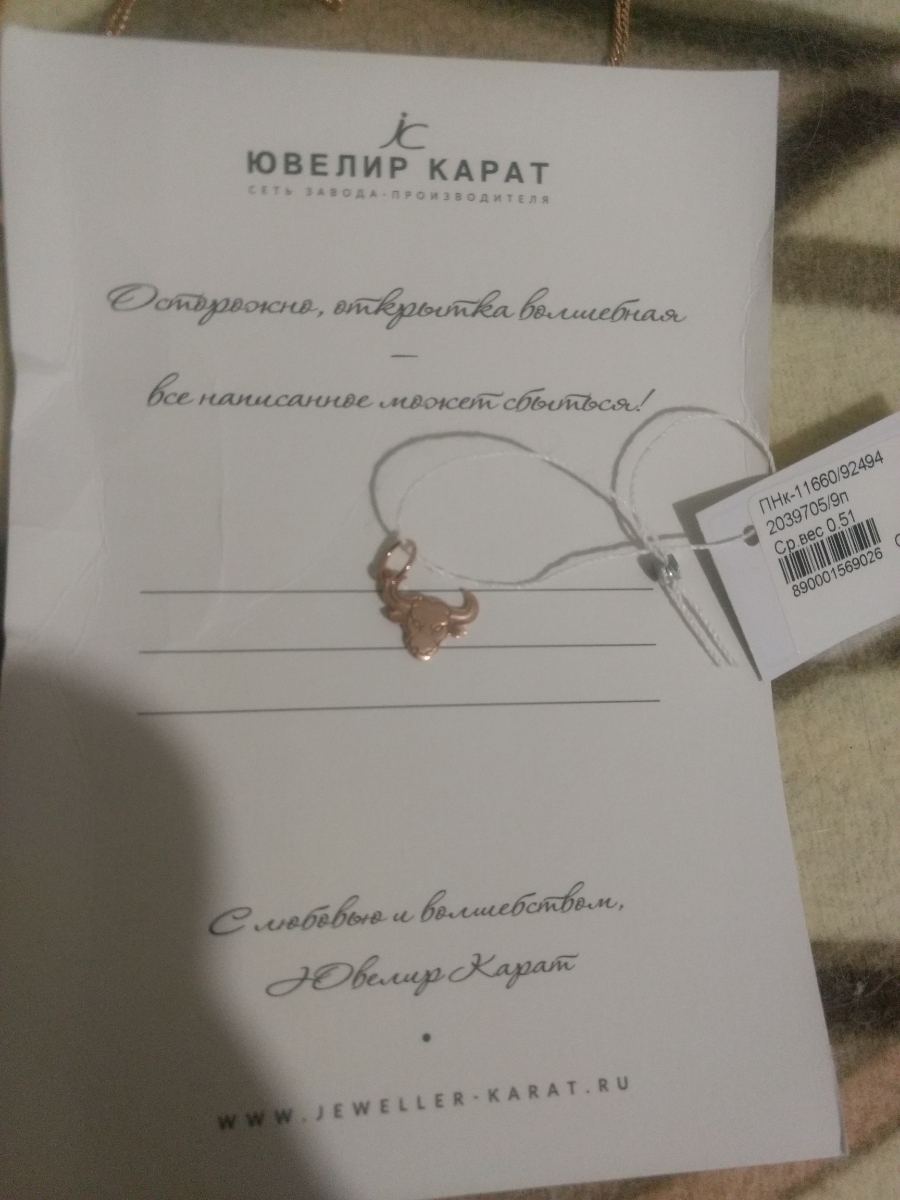 jc
ЮВЕЛИР КАРАТ
СЕТЬ ЗАВОДА-ПРОИЗВОДИТЕЛЯ
Осторожно, открытка волшебная
—
все написанное может сбыться!
ПНк-11660/92494
2039705/9п
Ср.вес 0.51
890001569026
С любовью и волшебством,
Ювелир Карат
•
WWW.JEWELLER-KARAT.RU